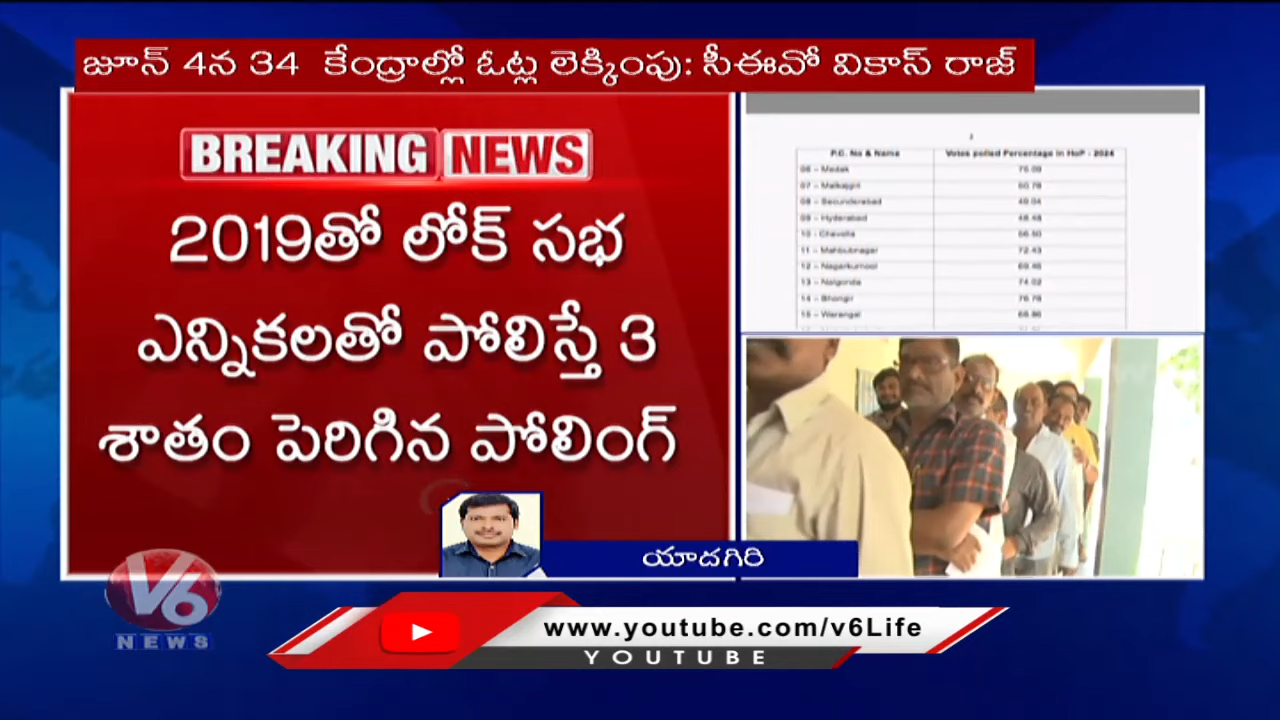 జూన్ 4న 34 కేంద్రాల్లో ఓట్ల లెక్కింపు: సీఈవో వికాస్ రాజ్
BREAKING NEWS
2019తో లోక్ సభ
ఎన్నికలతో పోలిస్తే 3
శాతం పెరిగిన పోలింగ్
2
P.C. No & Name Votes polled Percentage in HoP - 2024
06 – Medak 75.09
07 – Malkajgiri 50.78
08 – Secunderabad 49.04
09 – Hyderabad 48.48
10 - Chevella 56.50
11 – Mahbubnagar 72.43
12 – Nagarkurnool 69.46
13 – Nalgonda 74.02
14 – Bhongir 76.78
15 – Warangal 68.86
యాదగిరి
V6
NEWS
www.youtube.com/v6Life
YOUTUBE